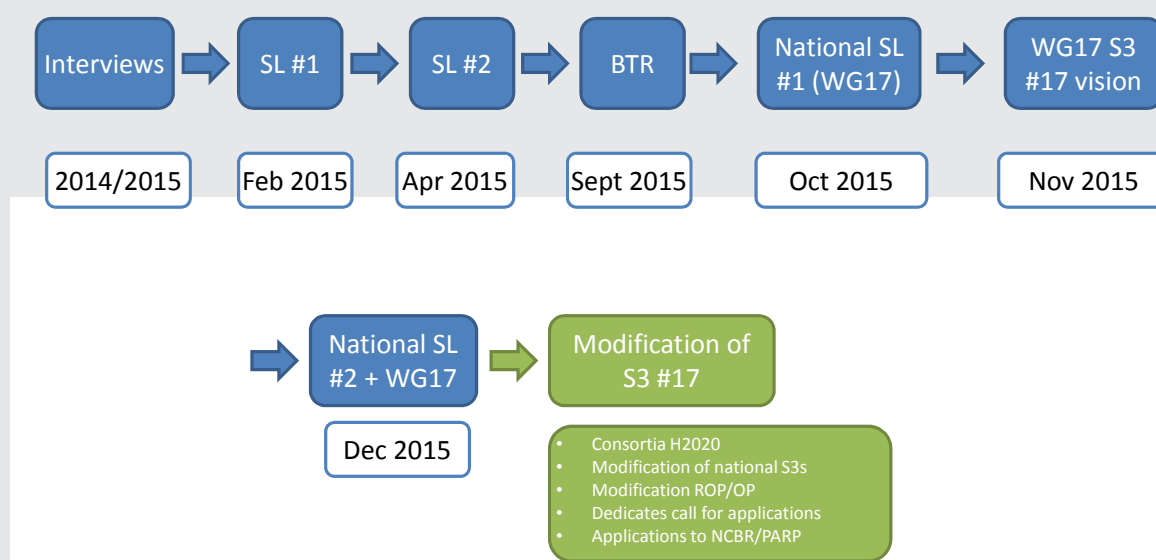 Interviews
SL #1
SL #2
BTR
National SL
#1 (WG17)
WG17 S3
#17 vision
2014/2015
Feb 2015
Apr 2015
Sept 2015
Oct 2015
Nov 2015
National SL
#2 + WG17
Modification of
S3 #17
Dec 2015
• Consortia H2020
• Modification of national S3s
• Modification ROP/OP
• Dedicates call for applications
• Applications to NCBR/PARP